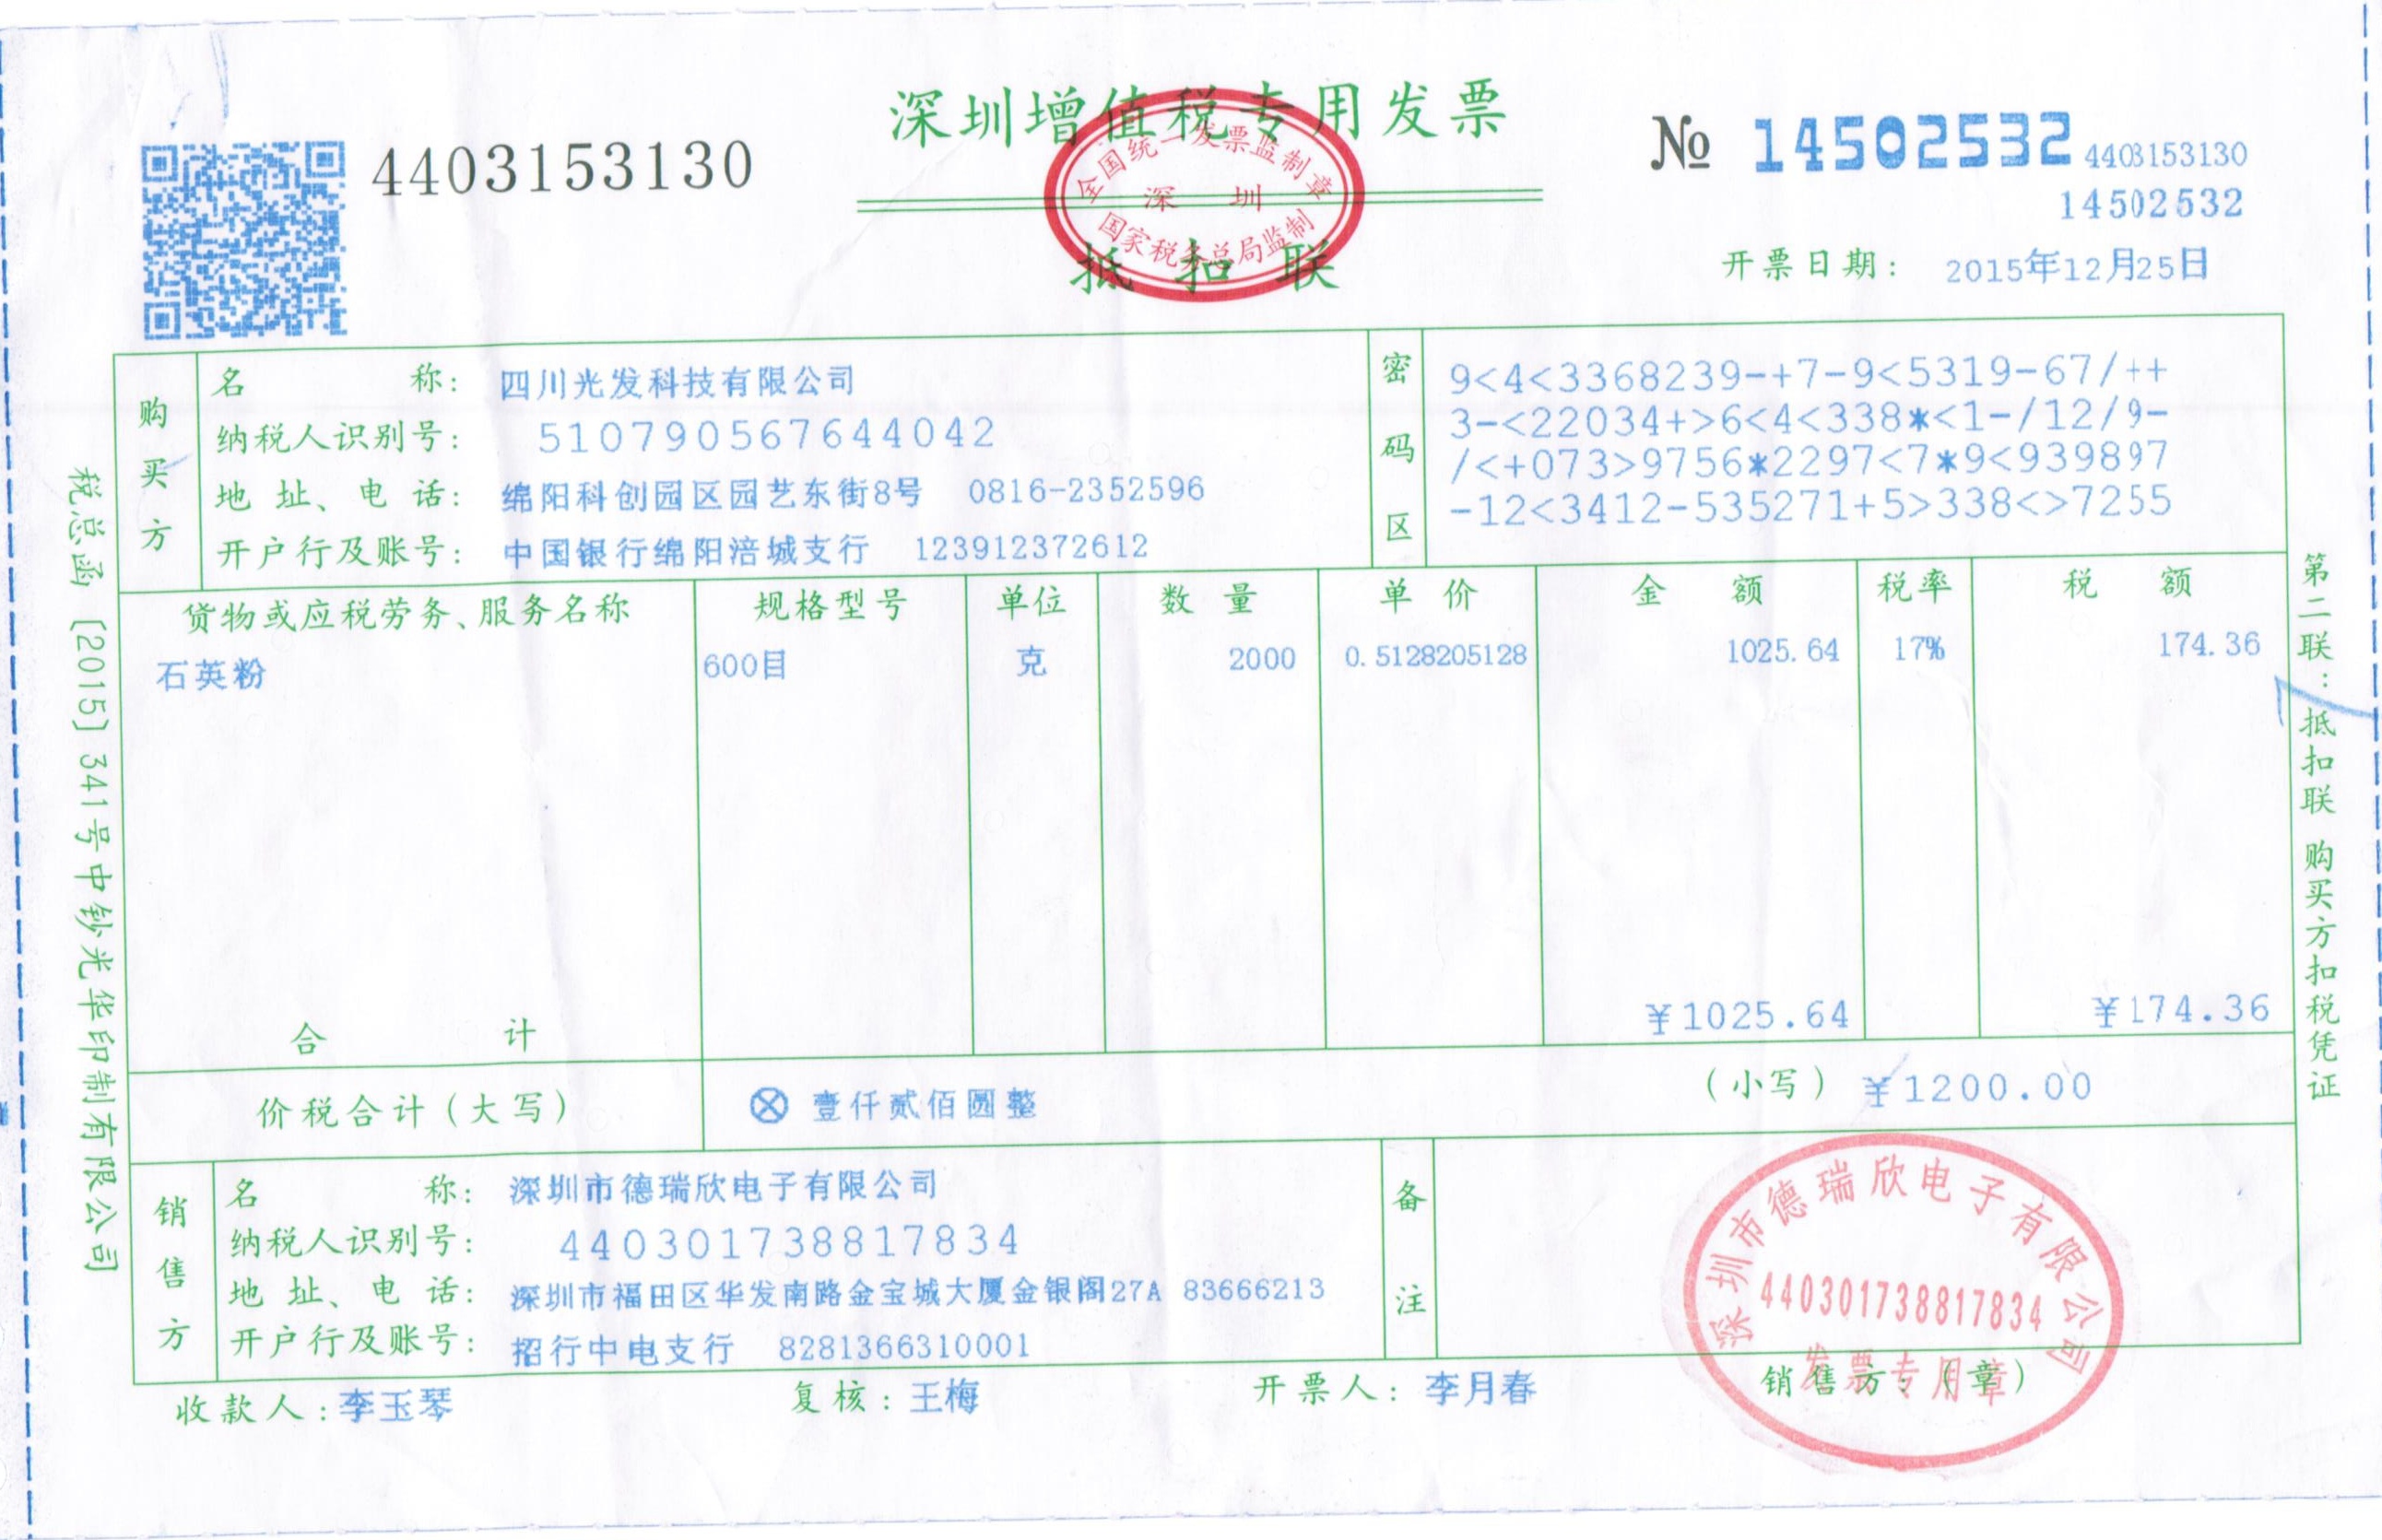 深圳增值税专用发票
4403153130
No 14502532 4403153130
14502532
全国统一发票监制章
深圳
国家税务总局监制
抵扣联
开票日期: 2015年12月25日
购买方
名称: 四川光发科技有限公司
纳税人识别号: 510790567644042
地址、电话: 绵阳科创园区园艺东街8号 0816-2352596
开户行及账号: 中国银行绵阳涪城支行 123912372612
密码区
9<4<3368239-+7-9<5319-67/++
3-<22034+>6<4<338*<1-/12/9-
/<+073>9756*2297<7*9<939897
-12<3412-535271+5>338<>7255
货物或应税劳务、服务名称 规格型号 单位 数量 单价 金额 税率 税额
石英粉 600目 克 2000 0.5128205128 1025.64 17% 174.36
合计 ¥1025.64 ¥174.36
价税合计(大写) ⊗壹仟贰佰圆整 (小写) ¥1200.00
销售方
名称: 深圳市德瑞欣电子有限公司
纳税人识别号: 440301738817834
地址、电话: 深圳市福田区华发南路金宝城大厦金银阁27A 83666213
开户行及账号: 招行中电支行 8281366310001
备注
深圳市德瑞欣电子有限公司
440301738817834
发票专用章
收款人: 李玉琴 复核: 王梅 开票人: 李月春 销售方: (章)
税总函[2015]341号中钞光华印制有限公司
第二联: 抵扣联 购买方扣税凭证